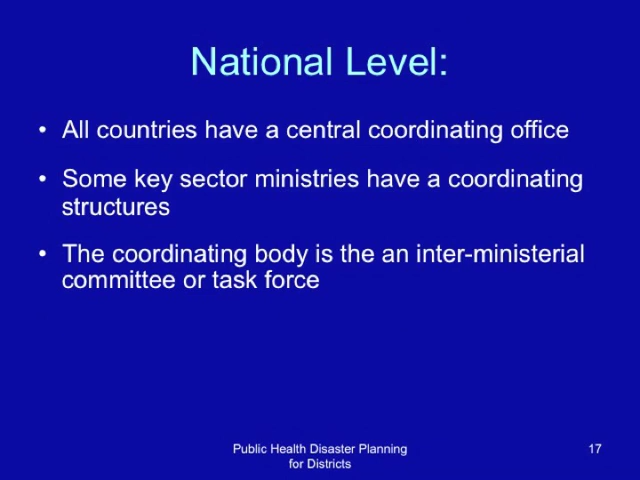 National Level:
• All countries have a central coordinating office
• Some key sector ministries have a coordinating
structures
• The coordinating body is the an inter-ministerial
committee or task force
Public Health Disaster Planning
for Districts
17